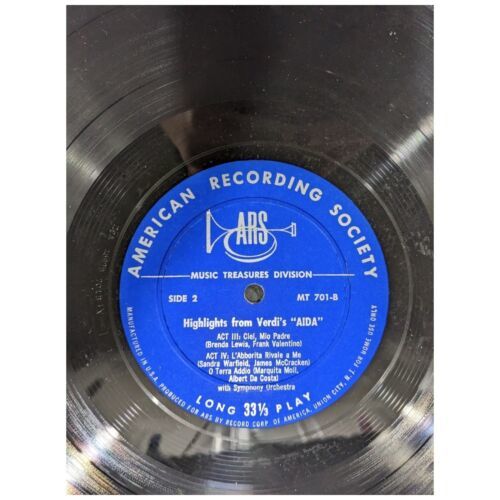 AMERICAN RECORDING SOCIETY
ARS
MUSIC TREASURES DIVISION
SIDE 2
MT 701-B
Highlights from Verdi's "AIDA"
ACT III: Ciel, Mio Padre
(Brenda Lewis, Frank Valentino)
ACT IV: L'Abborita Rivale a Me
(Sandra Warfield, James McCracken)
O Terra Addio (Marquita Moll,
Albert Da Costa)
with Symphony Orchestra
LONG 33⅓ PLAY
MANUFACTURED IN U.S.A. PRODUCED FOR ARS BY RECORD CORP. OF AMERICA, UNION CITY, N.J. FOR HOME USE ONLY